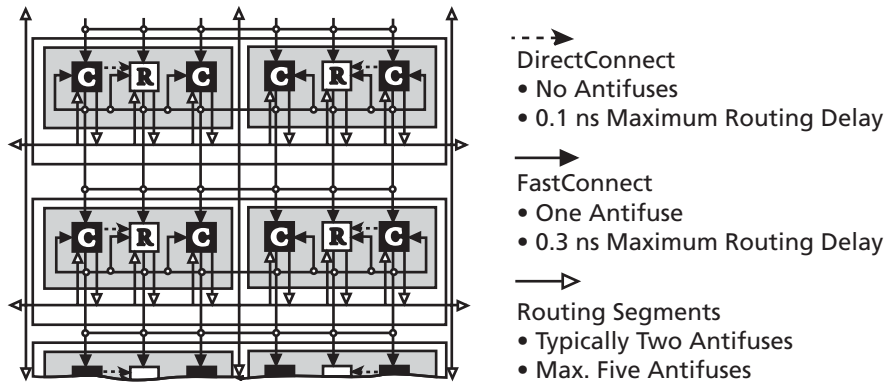 C R C C R C
DirectConnect
• No Antifuses
• 0.1 ns Maximum Routing Delay
FastConnect
• One Antifuse
• 0.3 ns Maximum Routing Delay
C R C C R C
Routing Segments
• Typically Two Antifuses
• Max. Five Antifuses